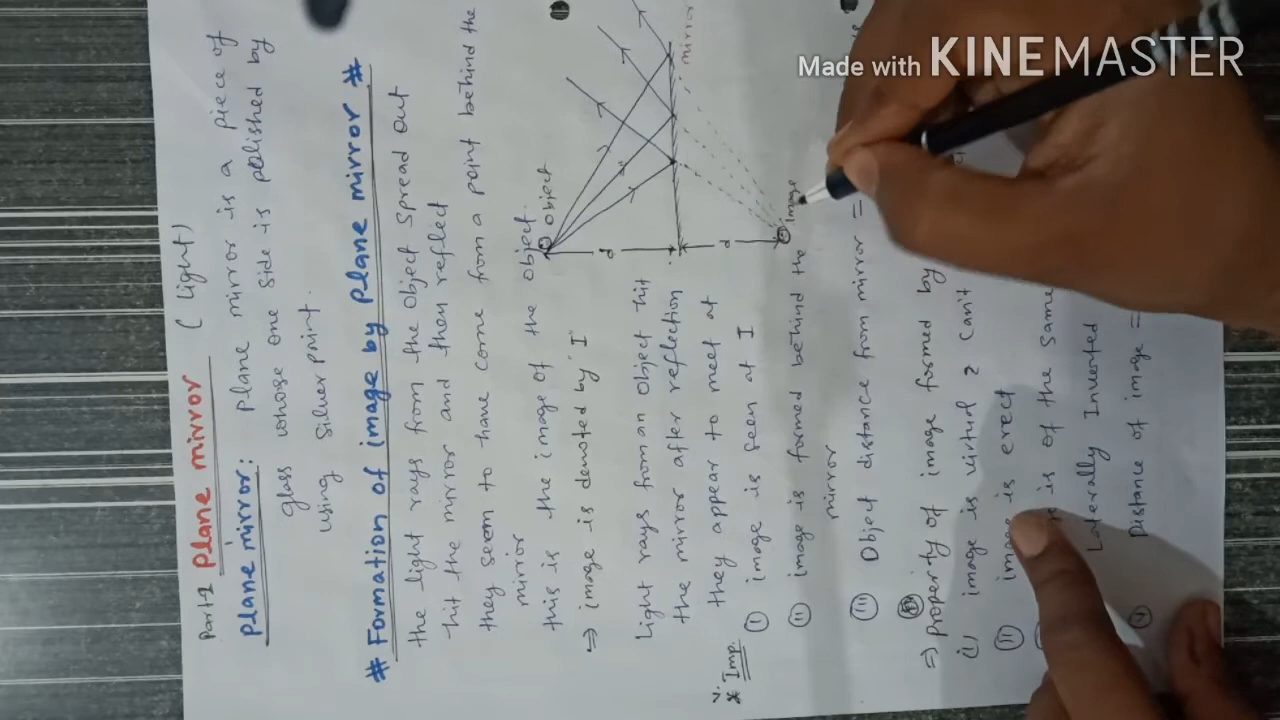 Part 1 Plane mirror (light)
Plane mirror: plane mirror is a piece of
glass whose one side is polished by
using silver point.
# Formation of image by plane mirror #
the light rays from the object spread out
hit the mirror and then reflect
they seem to have come from a point behind the
mirror
this is the image of the object.
⇒ image is denoted by "I"
light rays from an object hit
the mirror after reflection
they appear to meet at
V. Imp.
(I) image is seen at I
(II) image is formed behind the
mirror
(III) Object distance from mirror =
⇒ property of image formed by
(i) image is virtual 2 can't
(II) image is erect
is of the same
Laterally Inverted
(V) Distance of image =
O object
d
d
mirro
image
Made with KINEMASTER